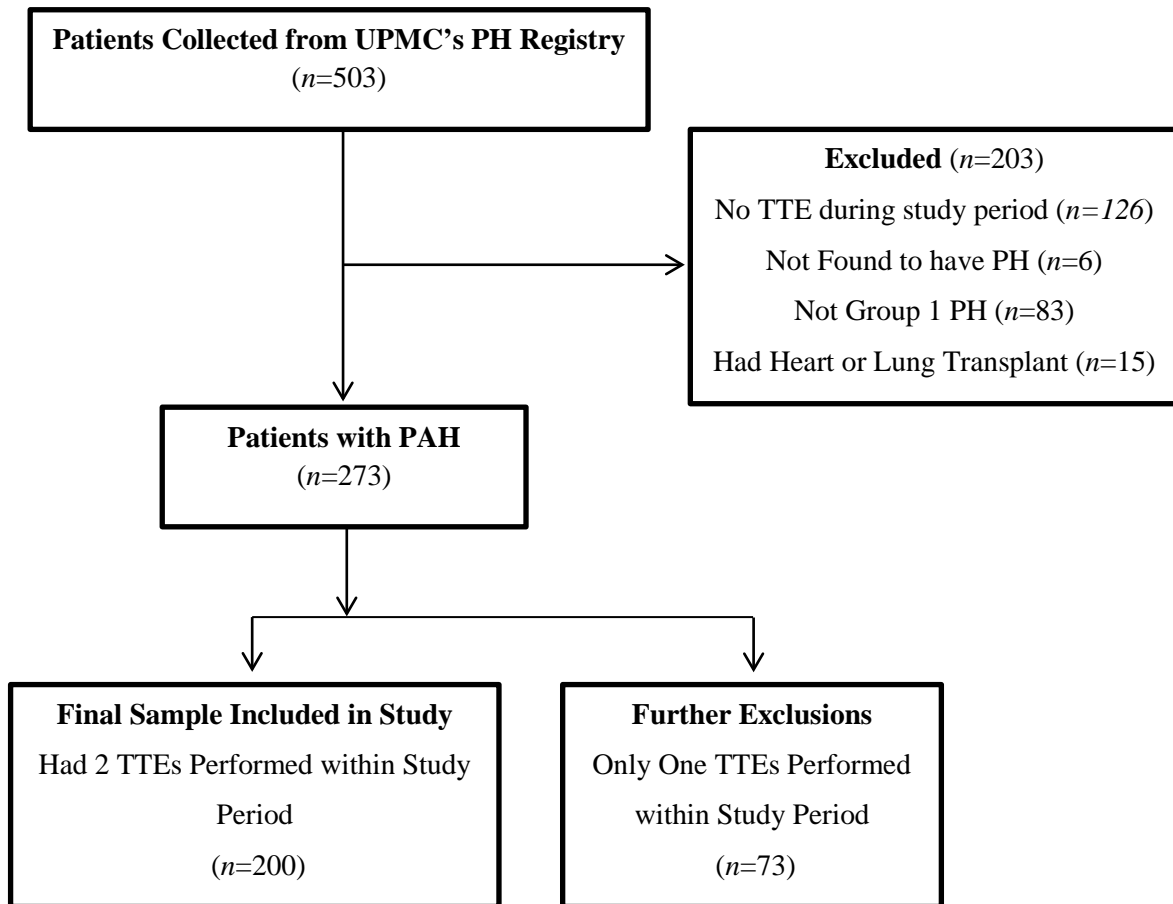 Patients Collected from UPMC’s PH Registry
(n=503)
Excluded (n=203)
No TTE during study period (n=126)
Not Found to have PH (n=6)
Not Group 1 PH (n=83)
Had Heart or Lung Transplant (n=15)
Patients with PAH
(n=273)
Final Sample Included in Study
Had 2 TTEs Performed within Study
Period
(n=200)
Further Exclusions
Only One TTEs Performed
within Study Period
(n=73)